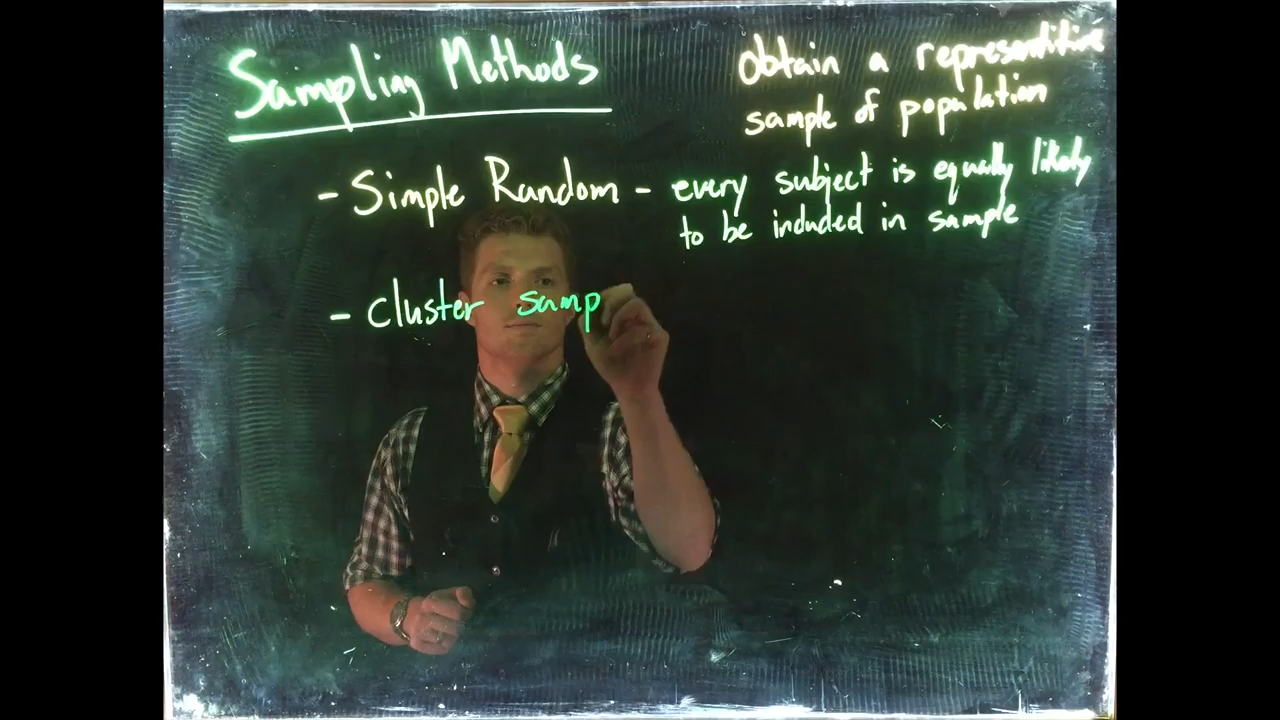 Sampling Methods
obtain a representitive
sample of population
- Simple Random - every subject is equally likely
to be included in sample
- Cluster samp